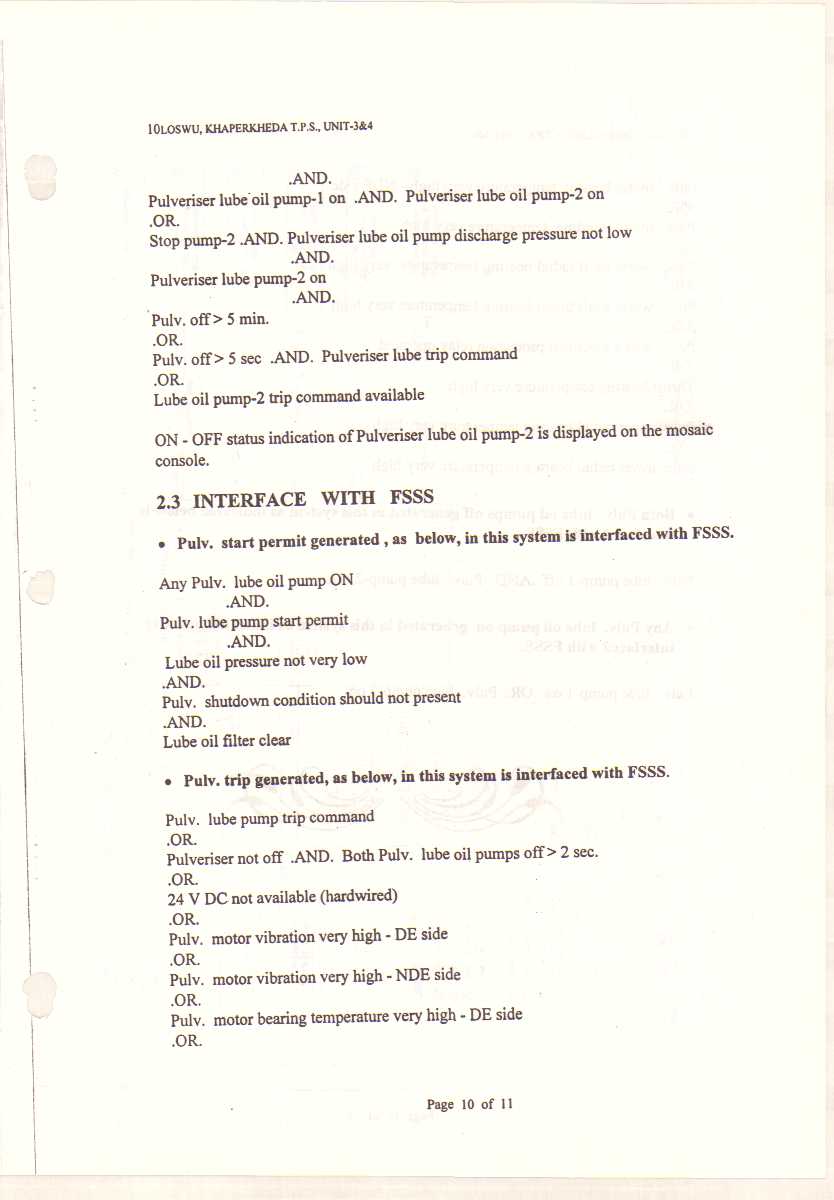 10LOSWU, KHAPERKHEDA T.P.S., UNIT-3&4
.AND.
Pulveriser lube oil pump-1 on .AND. Pulveriser lube oil pump-2 on
.OR.
Stop pump-2 .AND. Pulveriser lube oil pump discharge pressure not low
.AND.
Pulveriser lube pump-2 on
.AND.
Pulv. off > 5 min.
.OR.
Pulv. off > 5 sec .AND. Pulveriser lube trip command
.OR.
Lube oil pump-2 trip command available
ON - OFF status indication of Pulveriser lube oil pump-2 is displayed on the mosaic
console.
2.3 INTERFACE WITH FSSS
• Pulv. start permit generated , as below, in this system is interfaced with FSSS.
Any Pulv. lube oil pump ON
.AND.
Pulv. lube pump start permit
.AND.
Lube oil pressure not very low
.AND.
Pulv. shutdown condition should not present
.AND.
Lube oil filter clear
• Pulv. trip generated, as below, in this system is interfaced with FSSS.
Pulv. lube pump trip command
.OR.
Pulveriser not off .AND. Both Pulv. lube oil pumps off > 2 sec.
.OR.
24 V DC not available (hardwired)
.OR.
Pulv. motor vibration very high - DE side
.OR.
Pulv. motor vibration very high - NDE side
.OR.
Pulv. motor bearing temperature very high - DE side
.OR.
Page 10 of 11